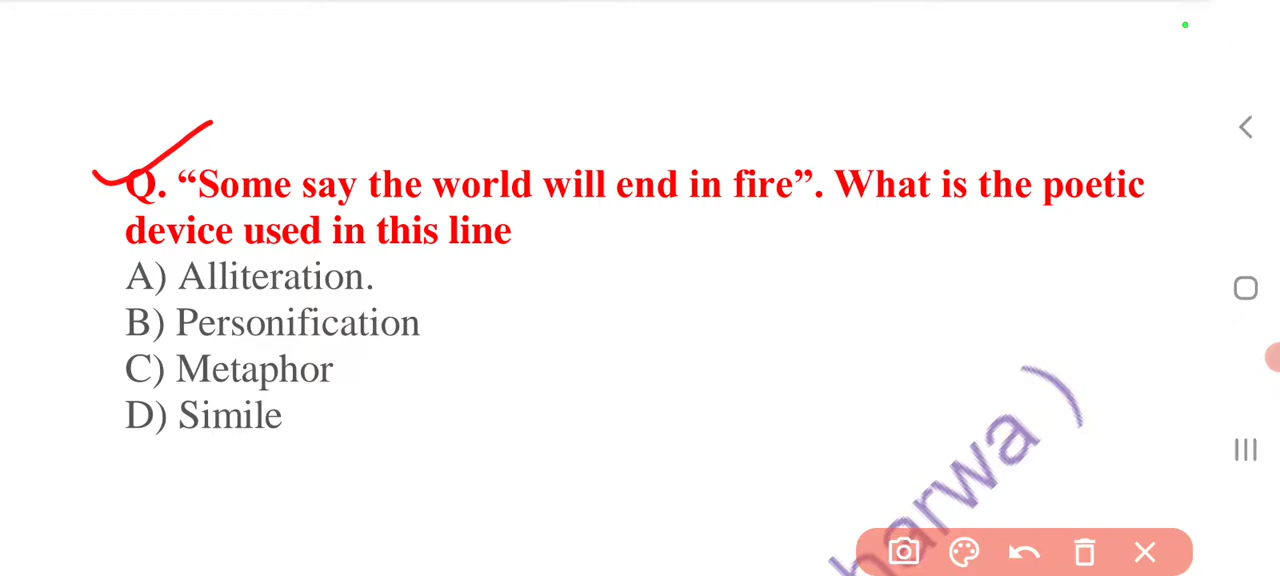 Q. “Some say the world will end in fire”. What is the poetic
device used in this line
A) Alliteration.
B) Personification
C) Metaphor
D) Simile